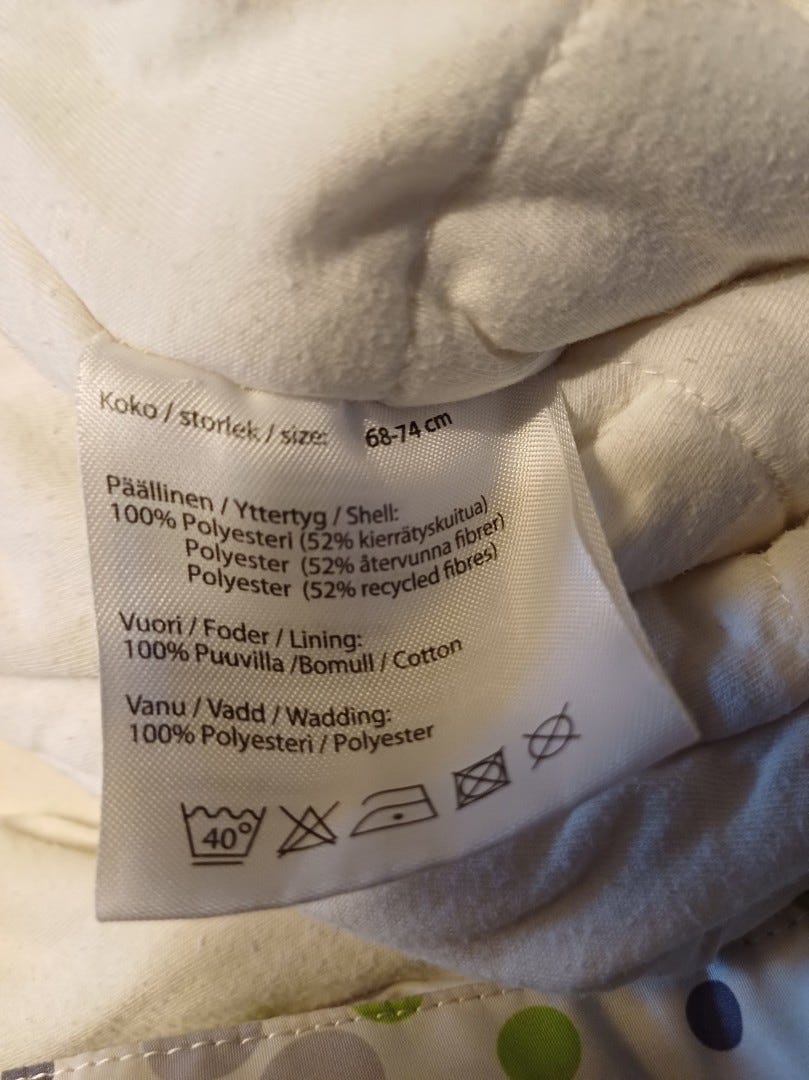 Koko / storlek / size: 68-74 cm
Päällinen / Yttertyg / Shell:
100% Polyesteri (52% kierrätyskuitua)
Polyester (52% återvunna fibrer)
Polyester (52% recycled fibres)
Vuori / Foder / Lining:
100% Puuvilla /Bomull / Cotton
Vanu / Vadd / Wadding:
100% Polyesteri / Polyester
40°